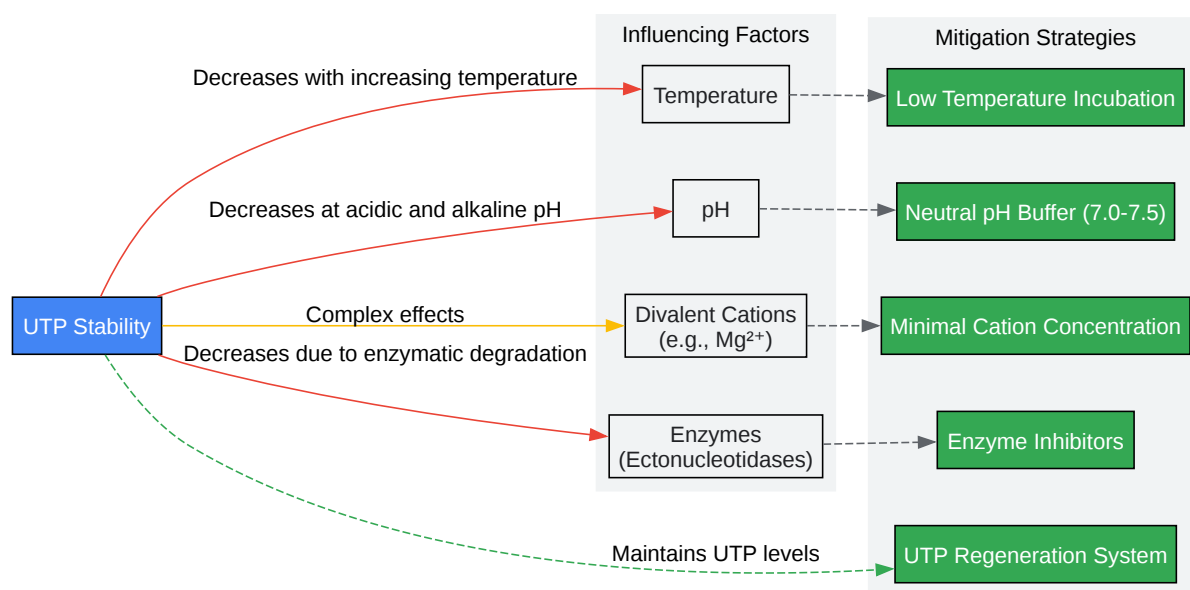 Influencing Factors
Mitigation Strategies
Decreases with increasing temperature
Temperature
Low Temperature Incubation
Decreases at acidic and alkaline pH
pH
Neutral pH Buffer (7.0-7.5)
UTP Stability
Complex effects
Divalent Cations
(e.g., Mg²⁺)
Minimal Cation Concentration
Decreases due to enzymatic degradation
Enzymes
(Ectonucleotidases)
Enzyme Inhibitors
Maintains UTP levels
UTP Regeneration System